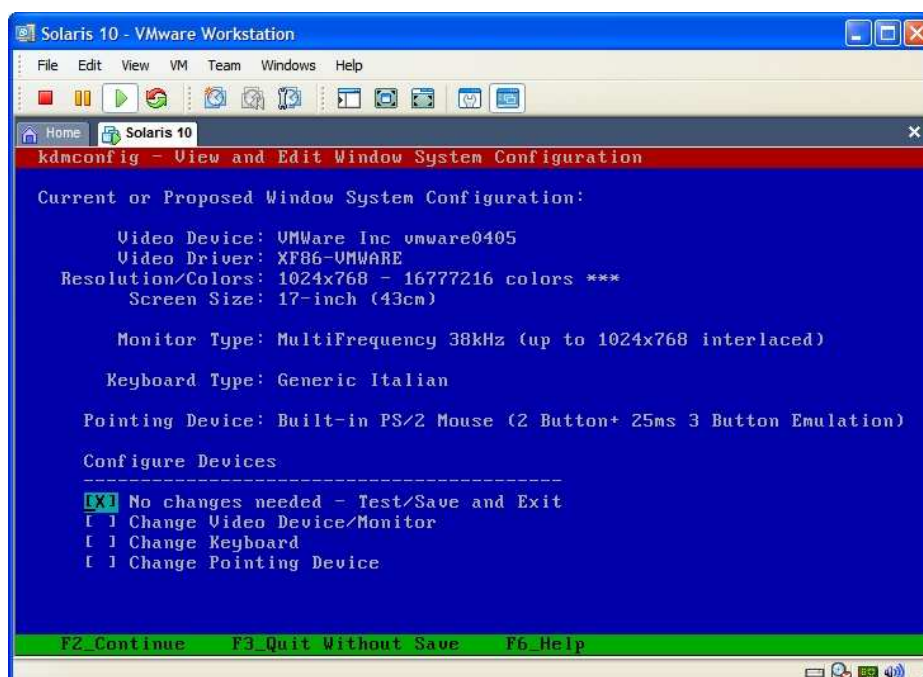 Solaris 10 - VMware Workstation
File Edit View VM Team Windows Help
Home Solaris 10
kdmconfig - View and Edit Window System Configuration
Current or Proposed Window System Configuration:
Video Device: VMWare Inc vmware0405
Video Driver: XF86-VMWARE
Resolution/Colors: 1024x768 - 16777216 colors ***
Screen Size: 17-inch (43cm)
Monitor Type: MultiFrequency 38kHz (up to 1024x768 interlaced)
Keyboard Type: Generic Italian
Pointing Device: Built-in PS/2 Mouse (2 Button+ 25ms 3 Button Emulation)
Configure Devices
------------------------------------------
[X] No changes needed - Test/Save and Exit
[ ] Change Video Device/Monitor
[ ] Change Keyboard
[ ] Change Pointing Device
F2_Continue F3_Quit Without Save F6_Help